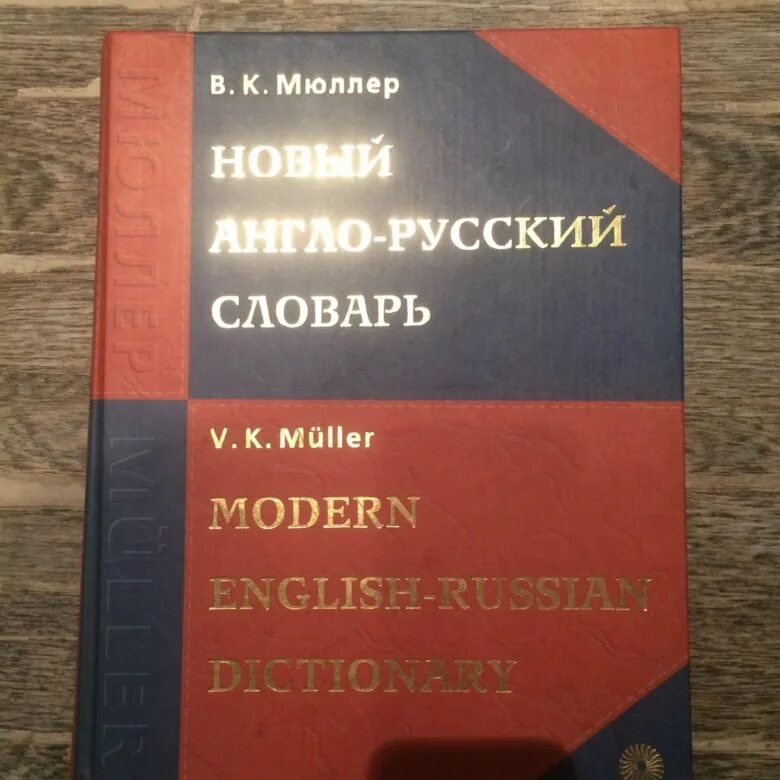 МЮЛЛЕР
MÜLLER
В. К. Мюллер
НОВЫЙ
АНГЛО-РУССКИЙ
СЛОВАРЬ
V. K. Müller
MODERN
ENGLISH-RUSSIAN
DICTIONARY